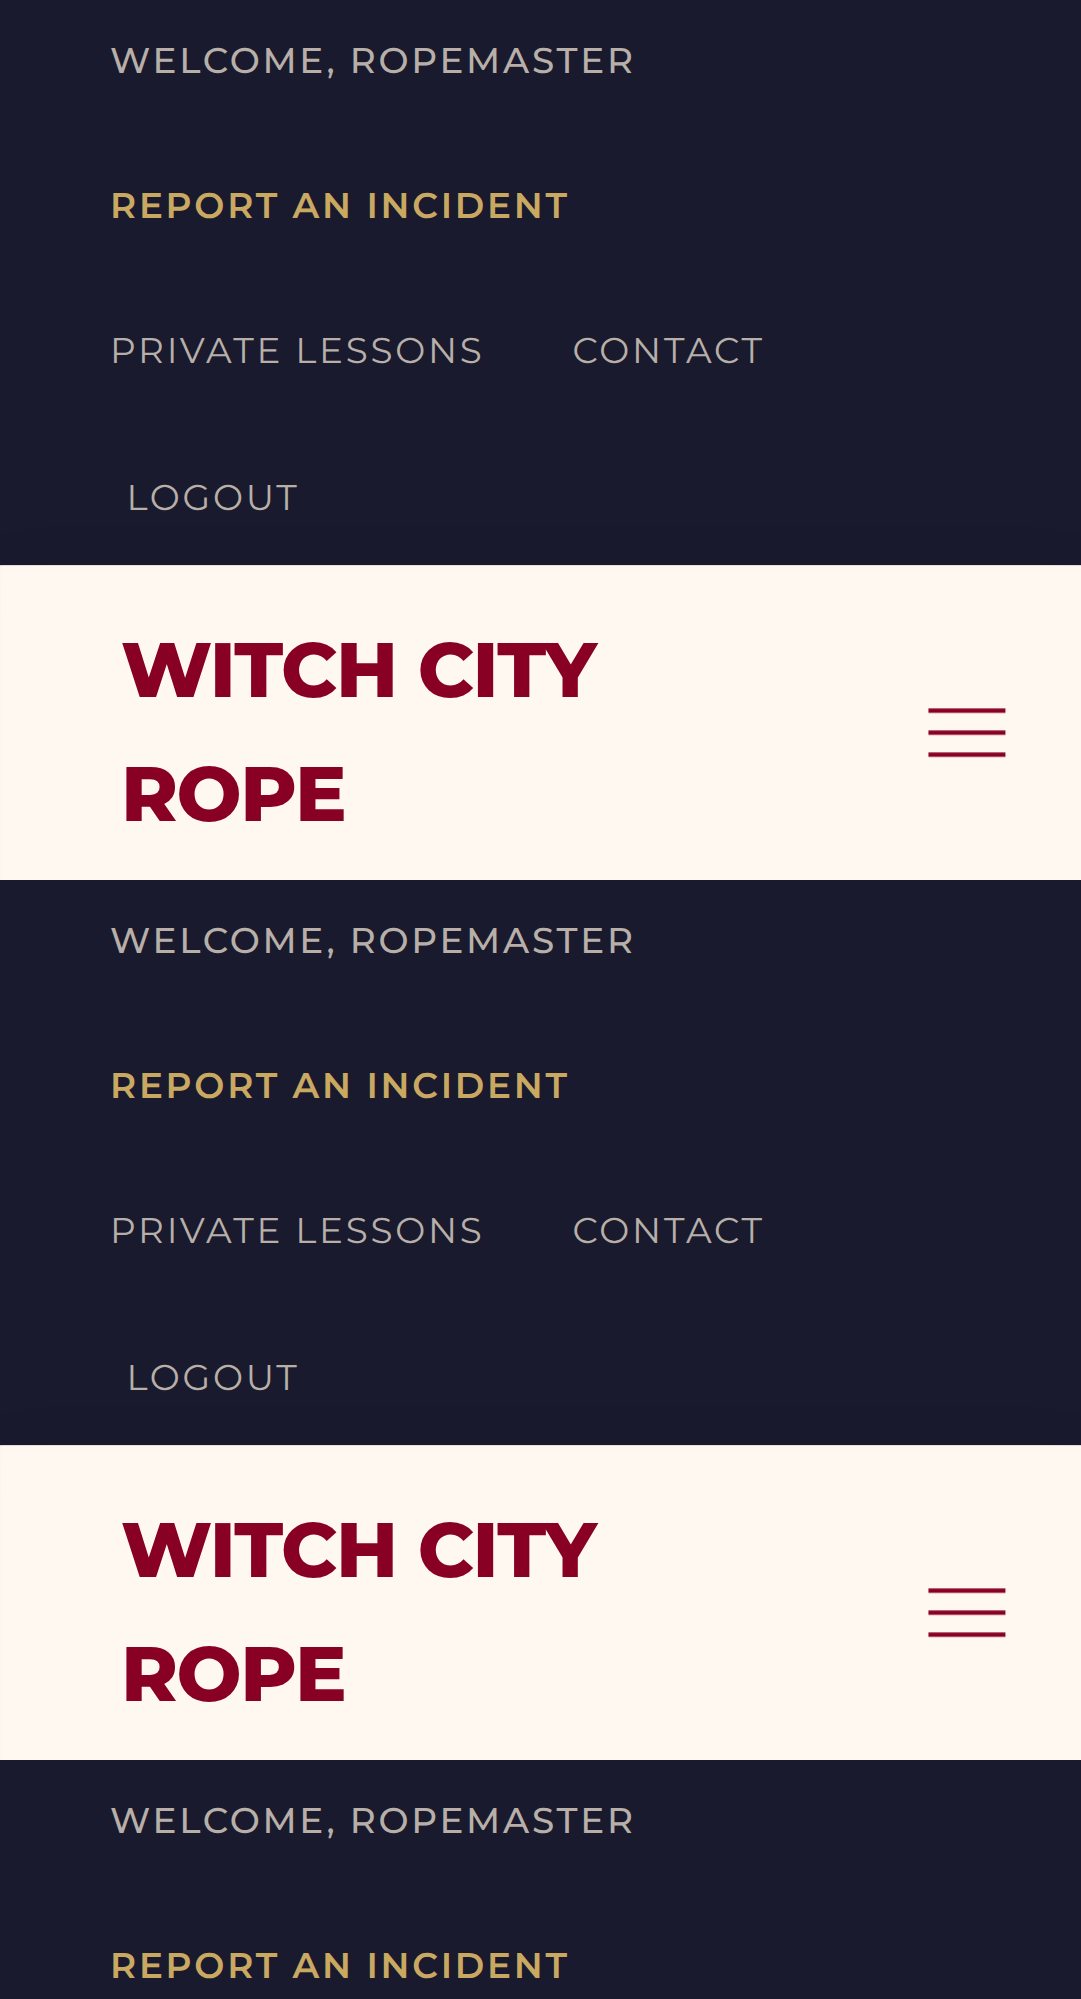 WELCOME, ROPEMASTER
REPORT AN INCIDENT
PRIVATE LESSONS CONTACT
LOGOUT
WITCH CITY
ROPE
WELCOME, ROPEMASTER
REPORT AN INCIDENT
PRIVATE LESSONS CONTACT
LOGOUT
WITCH CITY
ROPE
WELCOME, ROPEMASTER
REPORT AN INCIDENT